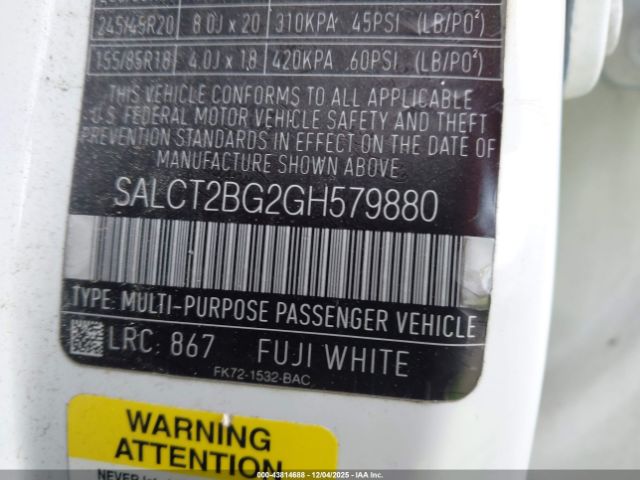 245/45R20 8.0J x 20 310KPA 45PSI (LB/PO²)
155/85R18 4.0J x 18 420KPA 60PSI (LB/PO²)
THIS VEHICLE CONFORMS TO ALL APPLICABLE
U.S FEDERAL MOTOR VEHICLE SAFETY AND THEFT
PREVENTION STANDARDS IN EFFECT ON THE DATE OF
MANUFACTURE SHOWN ABOVE.
SALCT2BG2GH579880
TYPE: MULTI-PURPOSE PASSENGER VEHICLE
LRC: 867 FUJI WHITE
FK72-1532-BAC
WARNING
ATTENTION
NEVER
Owner: 43814688 - 12/04/2025 - IAA Inc.